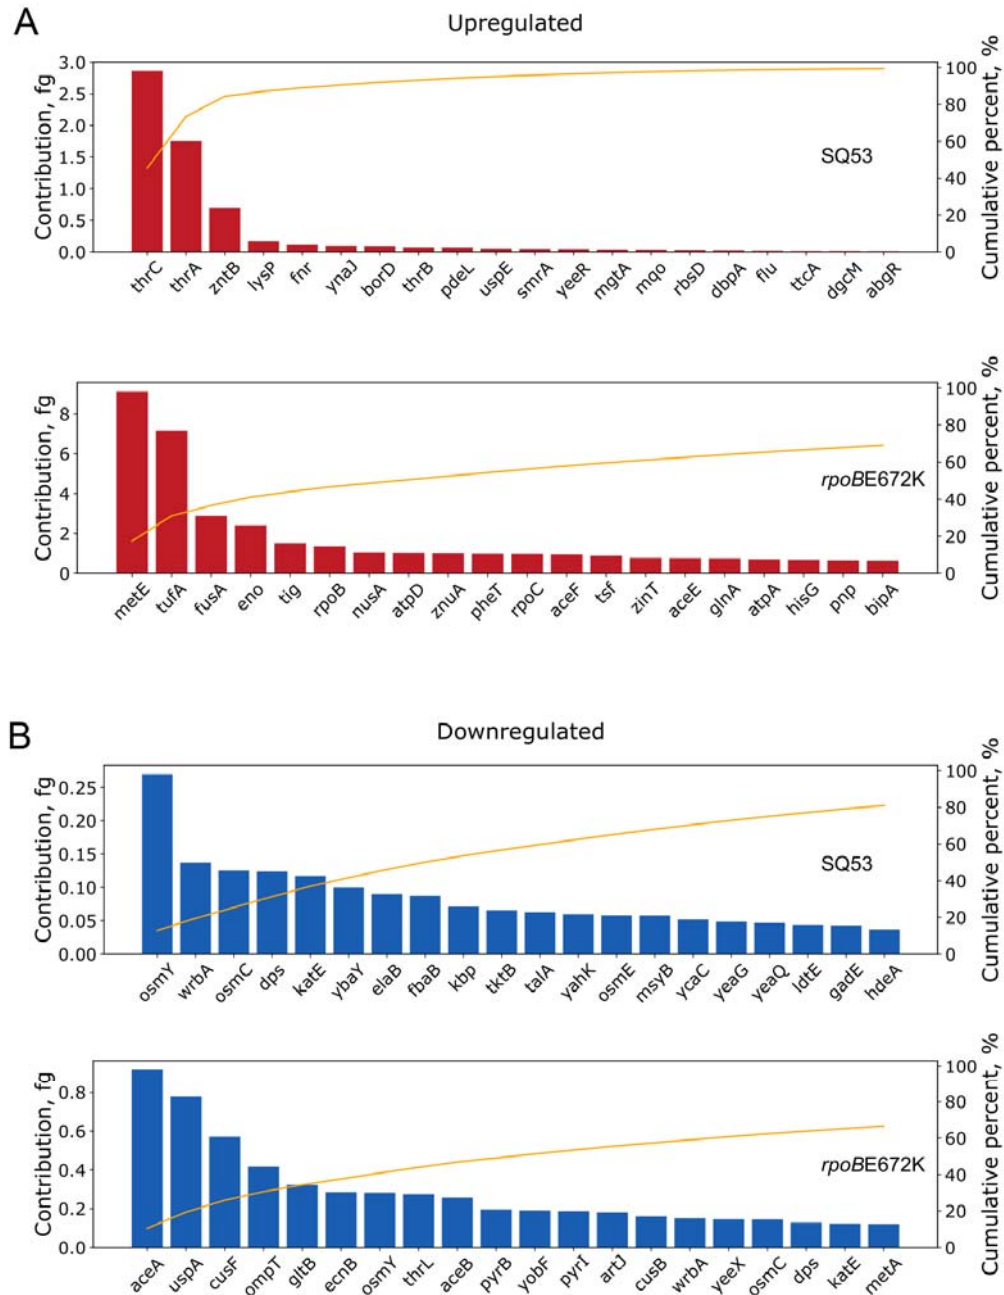 A
Upregulated
Contribution, fg
3.0
2.5
2.0
1.5
1.0
0.5
0.0
100
80
60
40
20
0
Cumulative percent, %
SQ53
thrC thrA zntB lysP fnr ynaJ borD thrB pdeL uspE smrA yeeR mgtA mqo rbsD dbpA flu ttcA dgcM abgR
Contribution, fg
8
6
4
2
0
100
80
60
40
20
0
Cumulative percent, %
rpoBE672K
metE tufA fusA eno tig rpoB nusA atpD znuA pheT rpoC aceF tsf zinT aceE glnA atpA hisG pnp bipA
B
Downregulated
Contribution, fg
0.25
0.20
0.15
0.10
0.05
0.00
100
80
60
40
20
0
Cumulative percent, %
SQ53
osmY wrbA osmC dps katE ybaY elaB fbaB kbp tktB talA yahK osmE msyB ycaC yeaG yeaQ ldtE gadE hdeA
Contribution, fg
0.8
0.6
0.4
0.2
0.0
100
80
60
40
20
0
Cumulative percent, %
rpoBE672K
aceA uspA cusF ompT gltB ecnB osmY thrL aceB pyrB yobF pyrI artJ cusB wrbA yeeX osmC dps katE metA